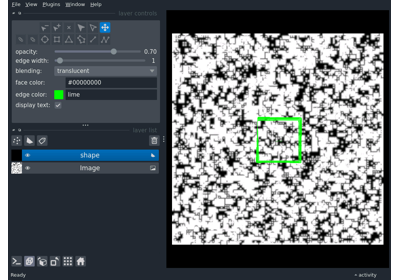 File View Plugins Window Help
layer controls
opacity: 0.70
edge width: 1
blending: translucent
face color: #00000000
edge color: lime
display text:
layer list
shape
Image
Ready
activity